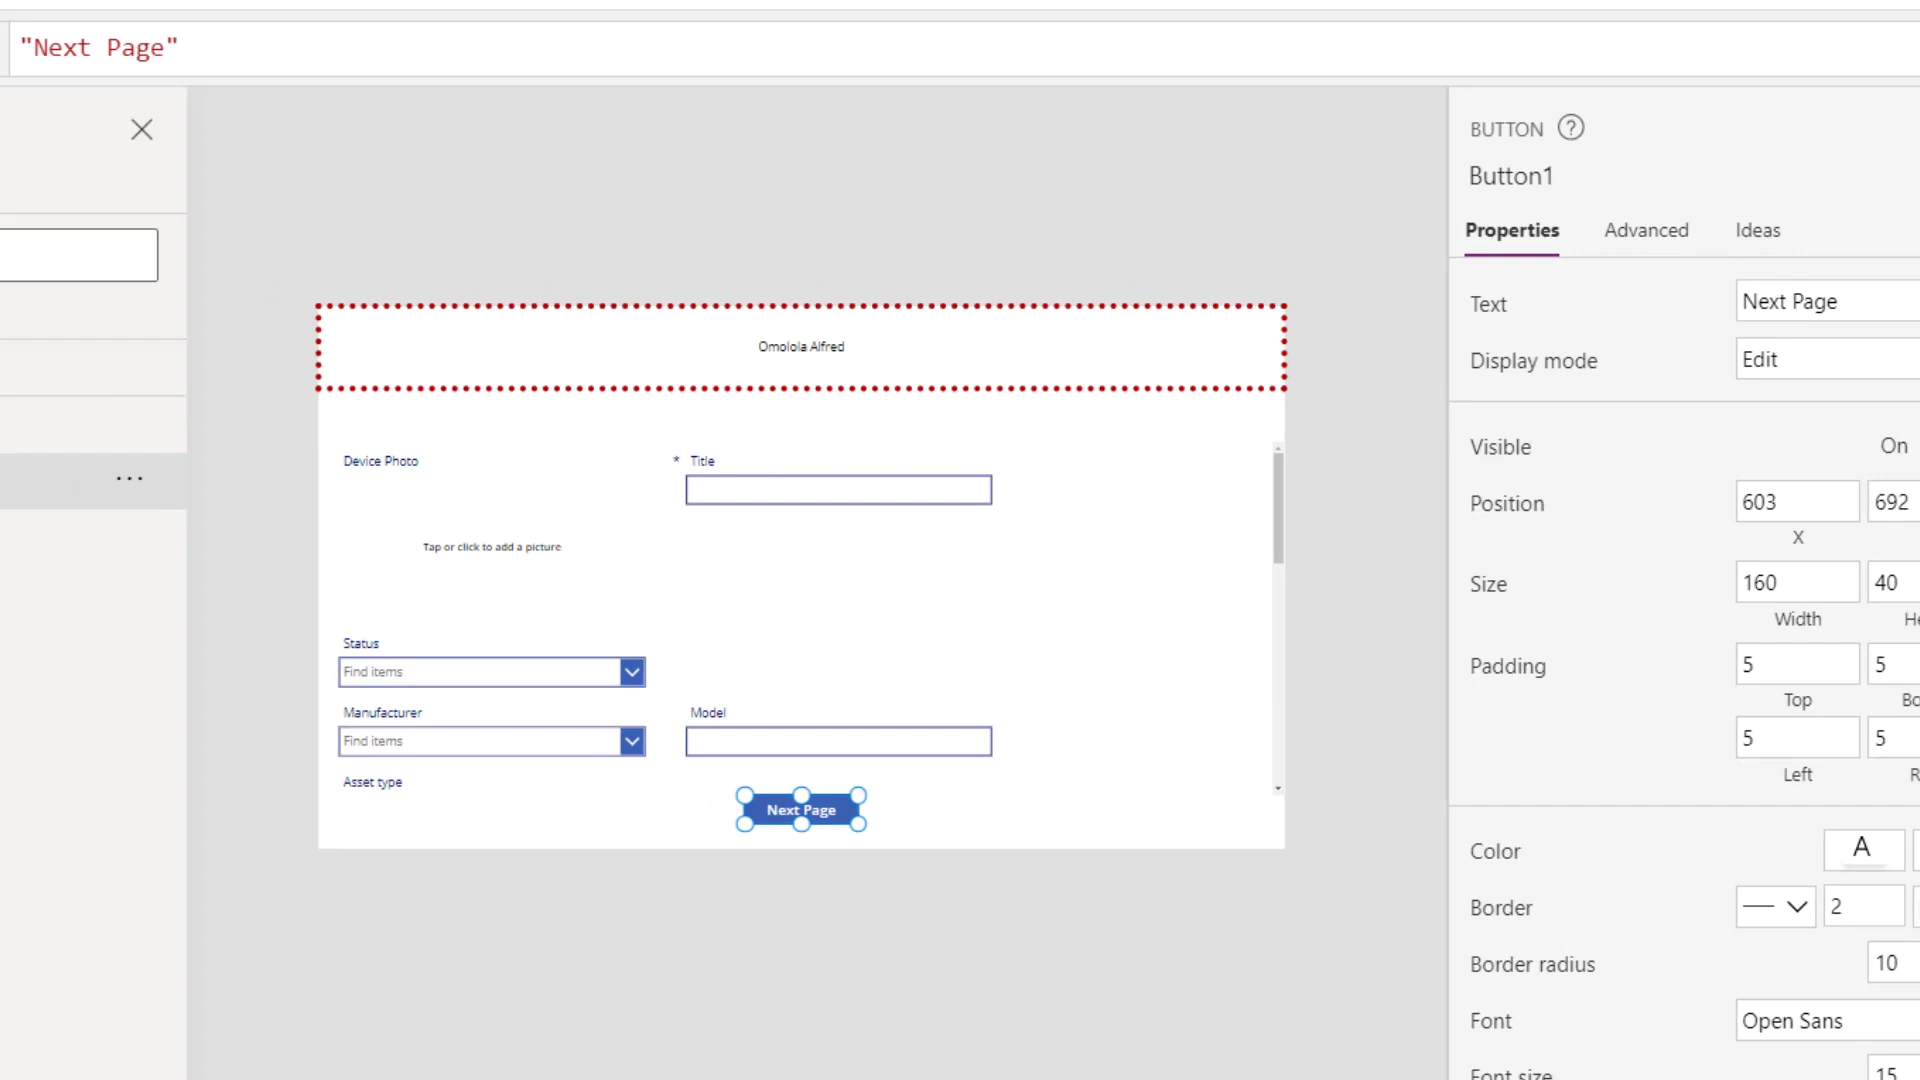 "Next Page"
BUTTON ?
Button1
Properties Advanced Ideas
Text Next Page
Display mode Edit
Visible On
Position 603 692
X
Size 160 40
Width
Padding 5 5
Top
5 5
Left
Color A
Border 2
Border radius 10
Font Open Sans
Font size 15
Omolola Alfred
Device Photo
* Title
Tap or click to add a picture
Status
Find items
Manufacturer
Find items
Model
Asset type
Next Page